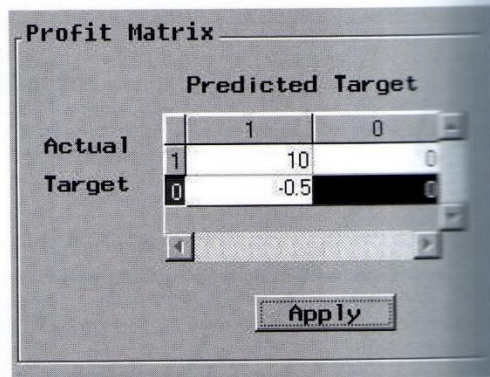 Profit Matrix
Predicted Target
1 0
Actual
1 10 0
Target
0 -0.5 0
Apply